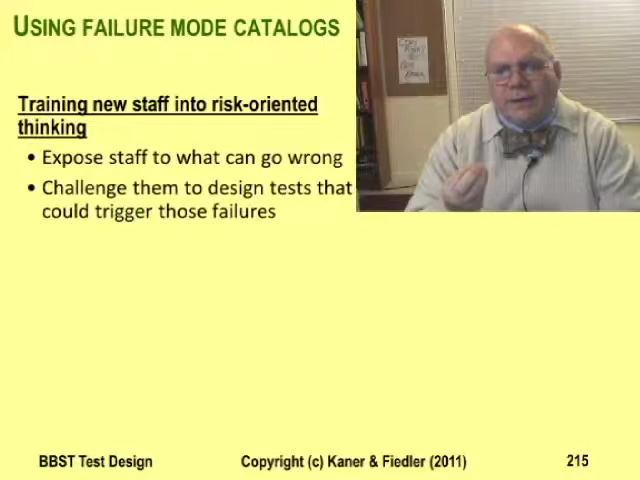 USING FAILURE MODE CATALOGS
Training new staff into risk-oriented
thinking
• Expose staff to what can go wrong
• Challenge them to design tests that
could trigger those failures
BBST Test Design
Copyright (c) Kaner & Fiedler (2011)
215